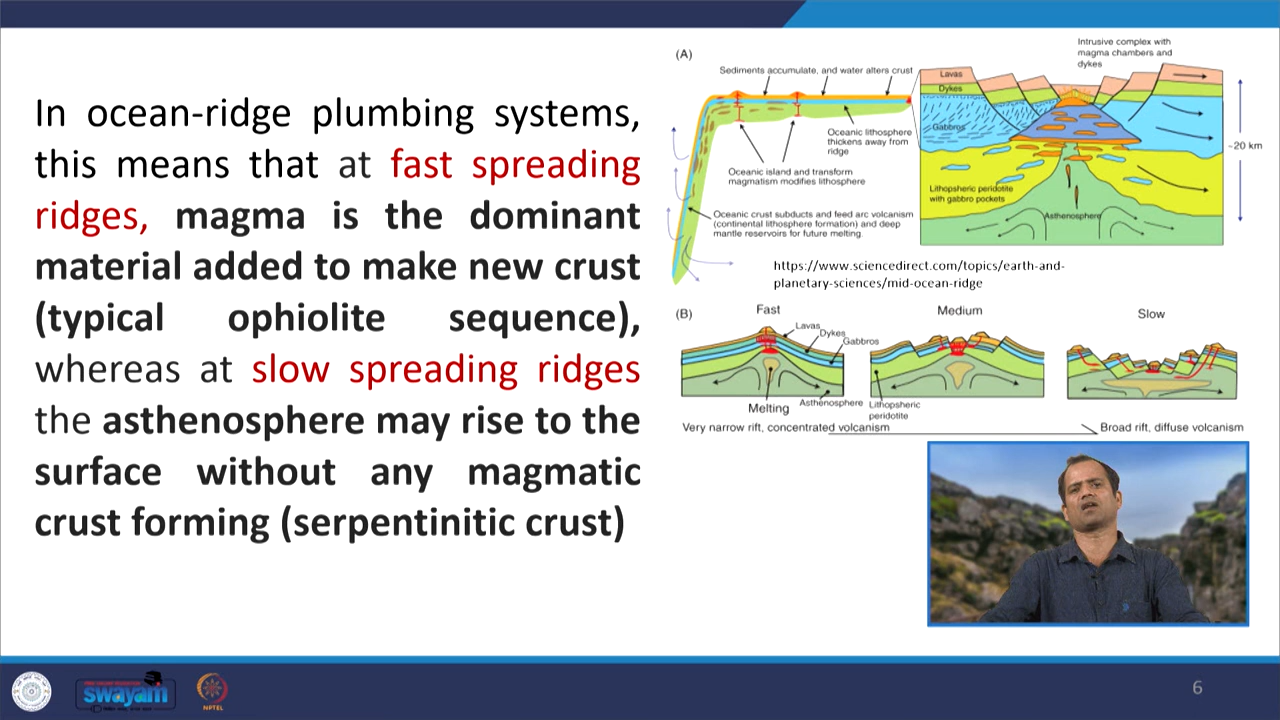 In ocean-ridge plumbing systems,
this means that at fast spreading
ridges, magma is the dominant
material added to make new crust
(typical ophiolite sequence),
whereas at slow spreading ridges
the asthenosphere may rise to the
surface without any magmatic
crust forming (serpentinitic crust)
(A)
Sediments accumulate, and water alters crust
Oceanic lithosphere
thickens away from
ridge
Oceanic island and transform
magmatism modifies lithosphere
Oceanic crust subducts and feed arc volcanism
(continental lithosphere formation) and deep
mantle reservoirs for future melting.
Intrusive complex with
magma chambers and
dykes
Lavas
Dykes
Gabbros
~20 km
Lithopsheric peridotite
with gabbro pockets
Asthenosphere
https://www.sciencedirect.com/topics/earth-and-
planetary-sciences/mid-ocean-ridge
(B)
Fast
Medium
Slow
Lavas
Dykes
Gabbros
Melting
Asthenosphere
Lithopsheric
peridotite
Very narrow rift, concentrated volcanism
Broad rift, diffuse volcanism
swayam
NPTEL
6